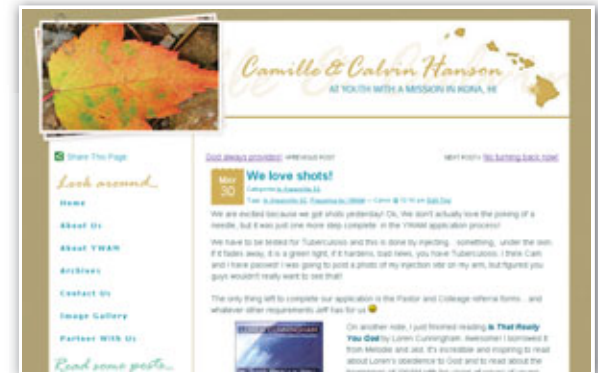 Camille & Calvin Hanson
AT YOUTH WITH A MISSION IN KONA, HI
Share This Page
Look around...
Home
About Us
About YWAM
Archives
Contact Us
Image Gallery
Partner With Us
Read some posts...
God always provides! «PREVIOUS POST
NEXT POST» No turning back now!
MAY
30
We love shots!
We are excited because we got shots yesterday! Ok, We don't actually love the poking of a
needle, but it was just one more step complete in the YWAM application process!
We have to be tested for Tuberculosis and this is done by injecting... something, under the skin.
If it fades away, it is a green light, if it hardens, bad news, you have Tuberculosis. I think Cam
and I have passed! I was going to post a photo of my injection site on my arm, but figured you
guys wouldn't really want to see that!
The only thing left to complete our application is the Pastor and Colleage referral forms... and
whatever other requirements Jeff has for us
On another note, I just finished reading Is That Really
You God by Loren Cunningham. Awesome! I borrowed it
from Melodie and Jed. It's incredible and inspiring to read
about Loren's obedience to God and to read about the